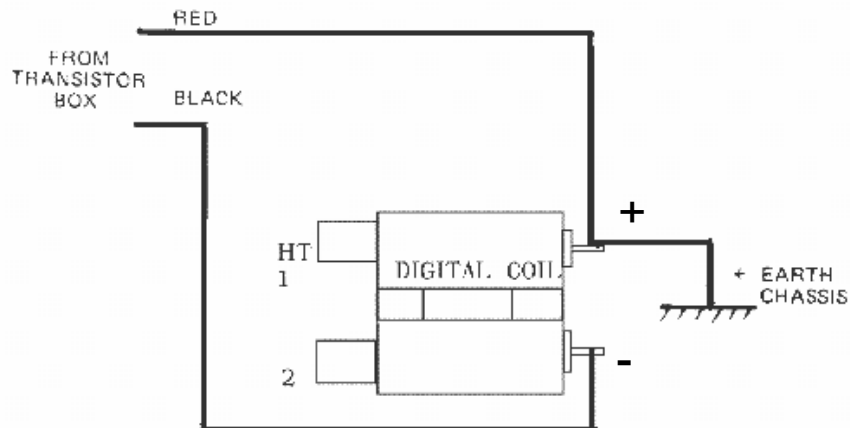 RED
FROM
TRANSISTOR
BOX
BLACK
+
HT
1
DIGITAL COIL
← EARTH
CHASSIS
2
-